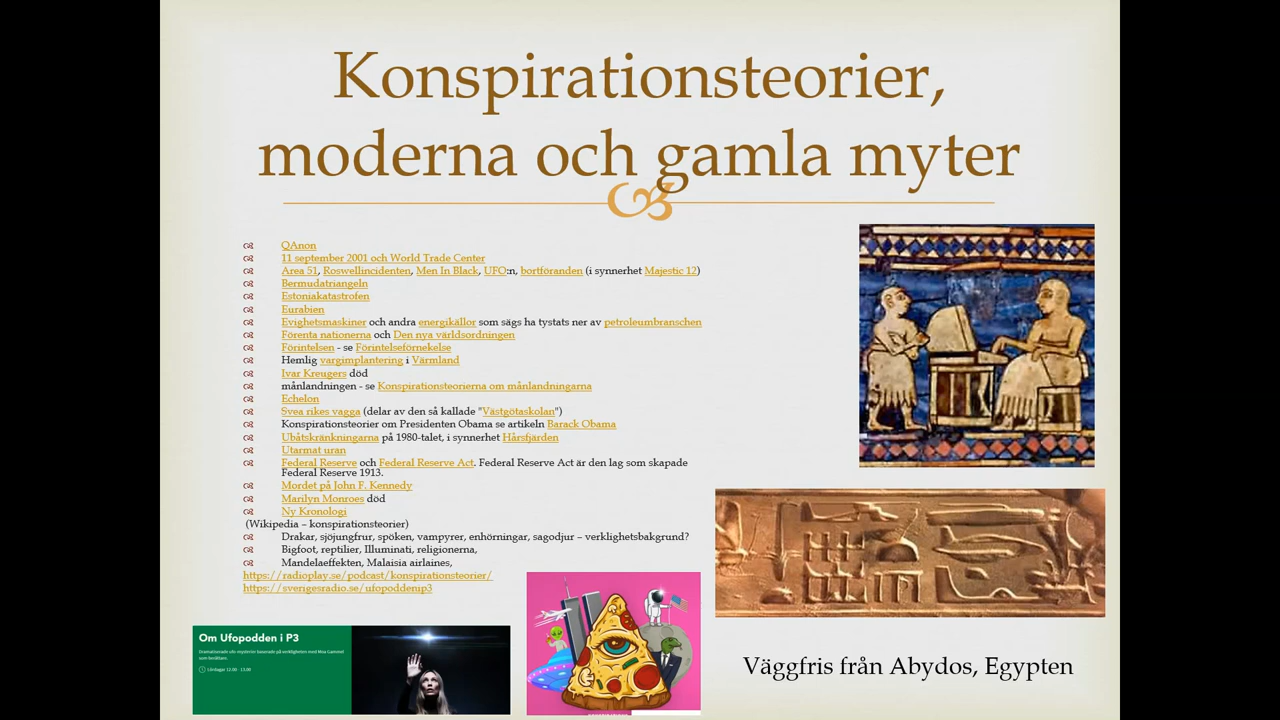 Konspirationsteorier,
moderna och gamla myter
QAnon
11 september 2001 och World Trade Center
Area 51, Roswellincidenten, Men In Black, UFO:n, bortföranden (i synnerhet Majestic 12)
Bermudatriangeln
Estoniakatastrofen
Eurabien
Evighetsmaskiner och andra energikällor som sägs ha tystats ner av petroleumbranschen
Förenta nationerna och Den nya världsordningen
Förintelsen - se Förintelseförnekelse
Hemlig vargimplantering i Värmland
Ivar Kreugers död
månlandningen - se Konspirationsteorierna om månlandningarna
Echelon
Svea rikes vagga (delar av den så kallade "Västgötaskolan")
Konspirationsteorier om Presidenten Obama se artikeln Barack Obama
Ubåtskränkningarna på 1980-talet, i synnerhet Hårsfjärden
Utarmat uran
Federal Reserve och Federal Reserve Act. Federal Reserve Act är den lag som skapade
Federal Reserve 1913.
Mordet på John F. Kennedy
Marilyn Monroes död
Ny Kronologi
(Wikipedia – konspirationsteorier)
Drakar, sjöjungfrur, spöken, vampyrer, enhörningar, sagodjur – verklighetsbakgrund?
Bigfoot, reptilier, Illuminati, religionerna,
Mandelaeffekten, Malaisia airlaines,
https://radioplay.se/podcast/konspirationsteorier/
https://sverigesradio.se/ufopoddenip3
Om Ufopodden i P3
Dramatiserade ufo-mysterier baserade på verkligheten med Moa Gammel
som berättare.
Lördagar 12.00 - 13.00
Väggfris från Abydos, Egypten